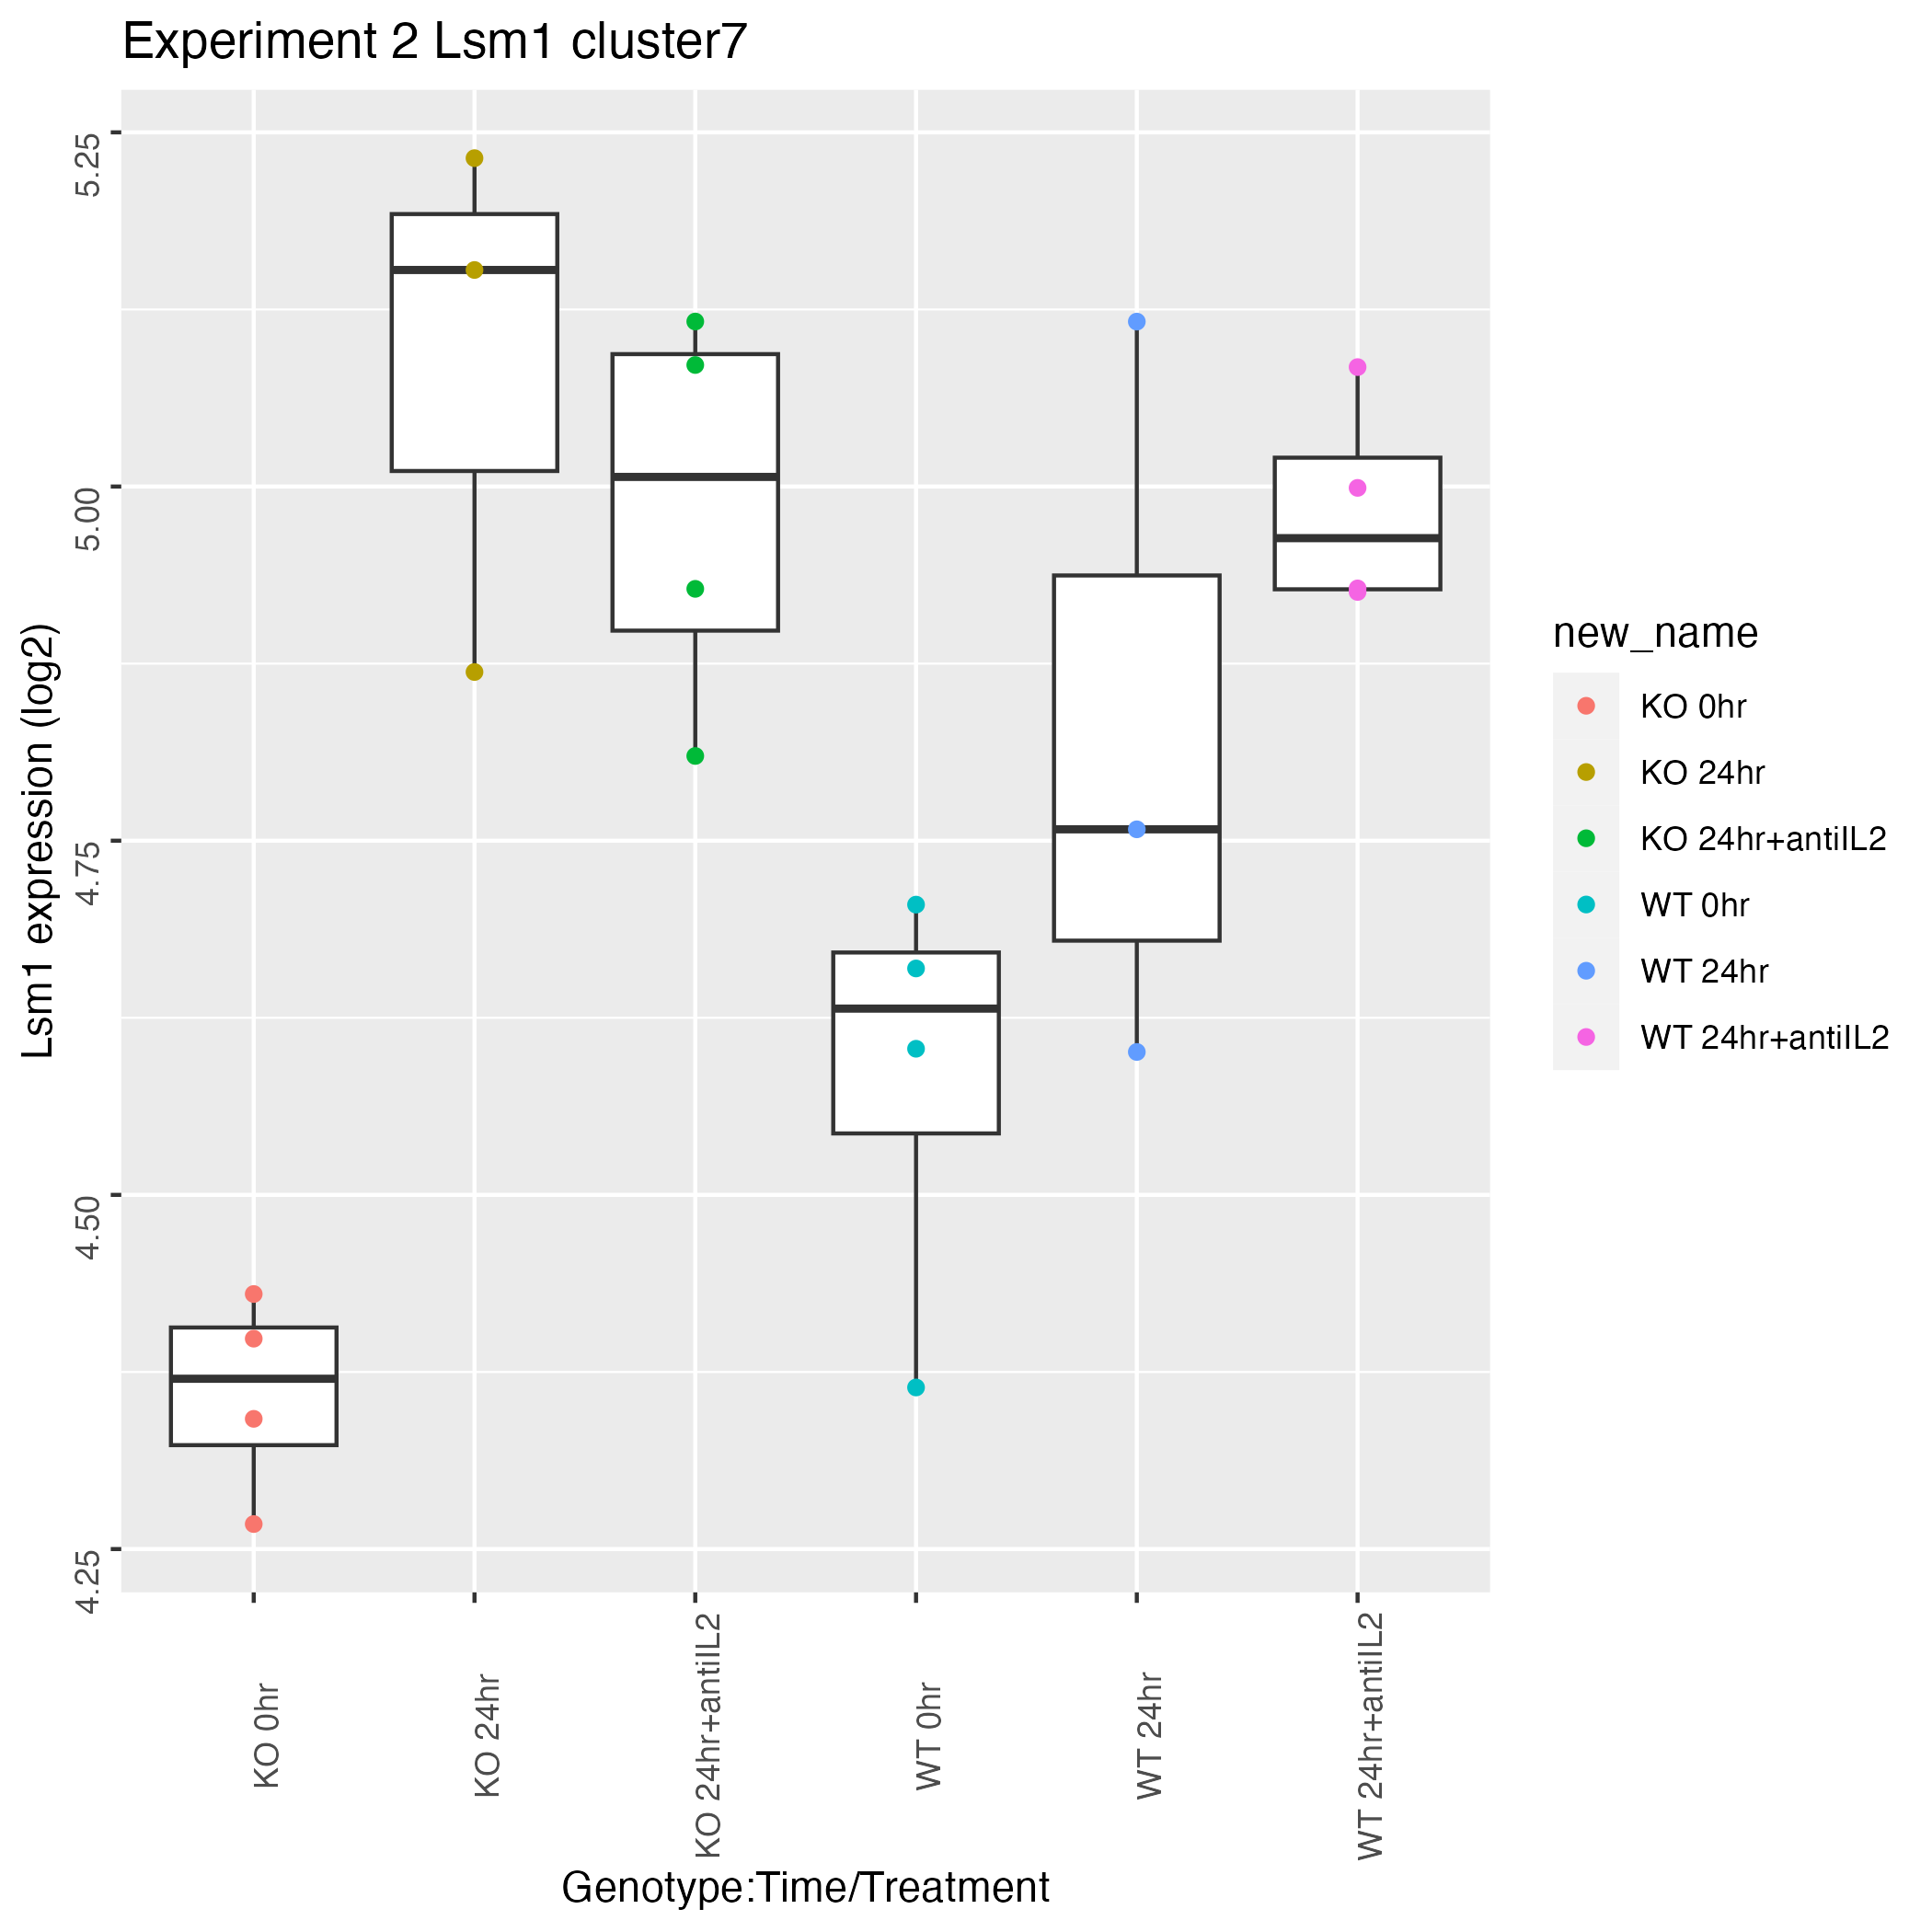 Experiment 2 Lsm1 cluster7
Lsm1 expression (log2)
5.25
5.00
4.75
4.50
4.25
KO 0hr
KO 24hr
KO 24hr+antiIL2
WT 0hr
WT 24hr
WT 24hr+antiIL2
Genotype:Time/Treatment
new_name
KO 0hr
KO 24hr
KO 24hr+antiIL2
WT 0hr
WT 24hr
WT 24hr+antiIL2